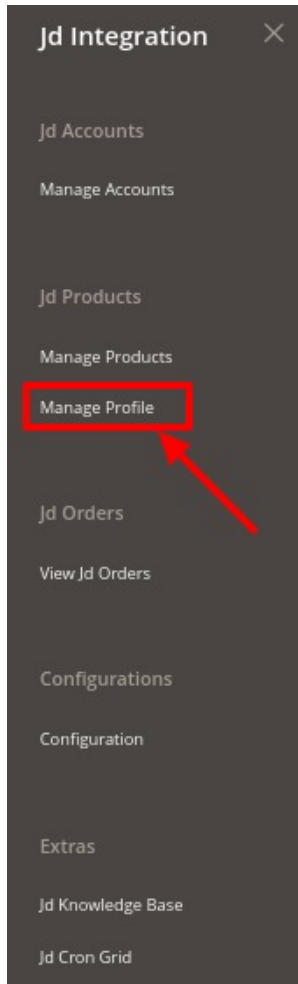 Jd Integration
Jd Accounts
Manage Accounts
Jd Products
Manage Products
Manage Profile
Jd Orders
View Jd Orders
Configurations
Configuration
Extras
Jd Knowledge Base
Jd Cron Grid